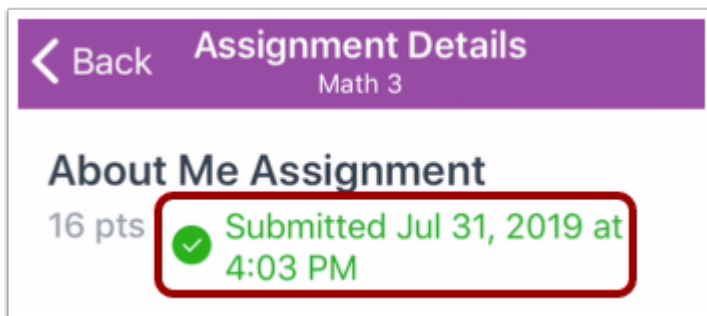 Back
Assignment Details
Math 3
About Me Assignment
16 pts
Submitted Jul 31, 2019 at
4:03 PM